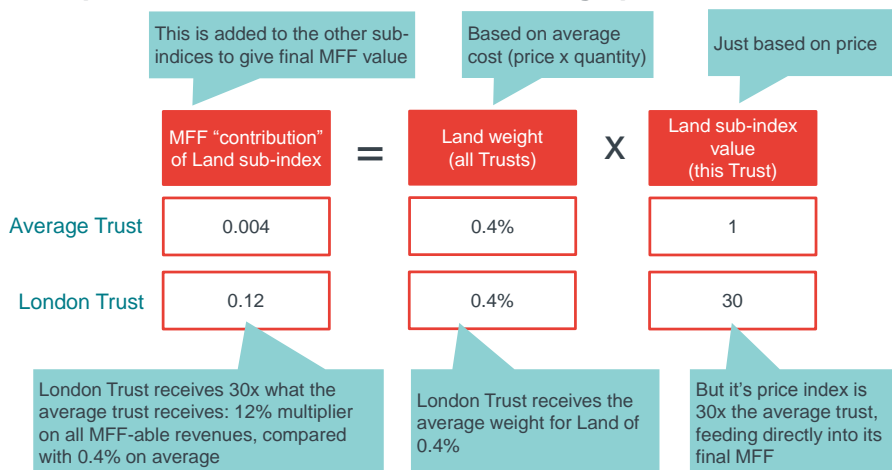 This is added to the other sub-
indices to give final MFF value
Based on average
cost (price x quantity)
Just based on price
MFF “contribution”
of Land sub-index
=
Land weight
(all Trusts)
X
Land sub-index
value
(this Trust)
Average Trust
0.004
0.4%
1
London Trust
0.12
0.4%
30
London Trust receives 30x what the
average trust receives: 12% multiplier
on all MFF-able revenues, compared
with 0.4% on average
London Trust receives the
average weight for Land of
0.4%
But it’s price index is
30x the average trust,
feeding directly into its
final MFF